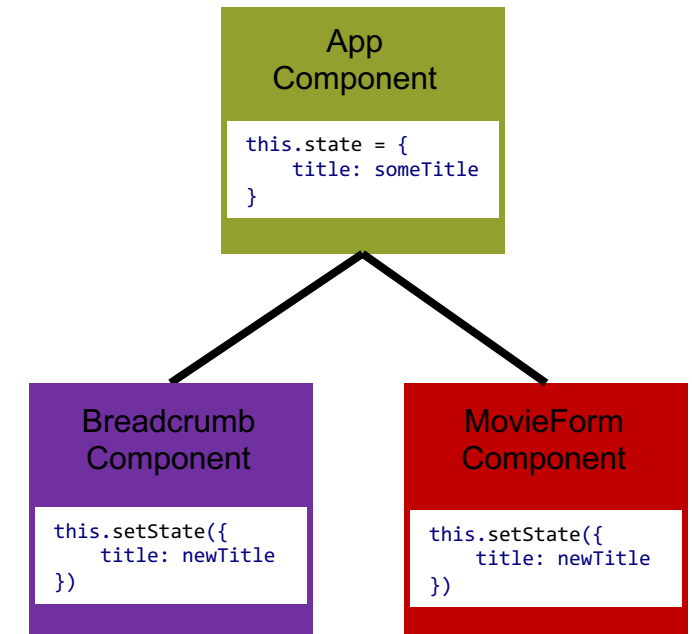 App
Component
this.state = {
    title: someTitle
}
Breadcrumb
Component
this.setState({
    title: newTitle
})
MovieForm
Component
this.setState({
    title: newTitle
})